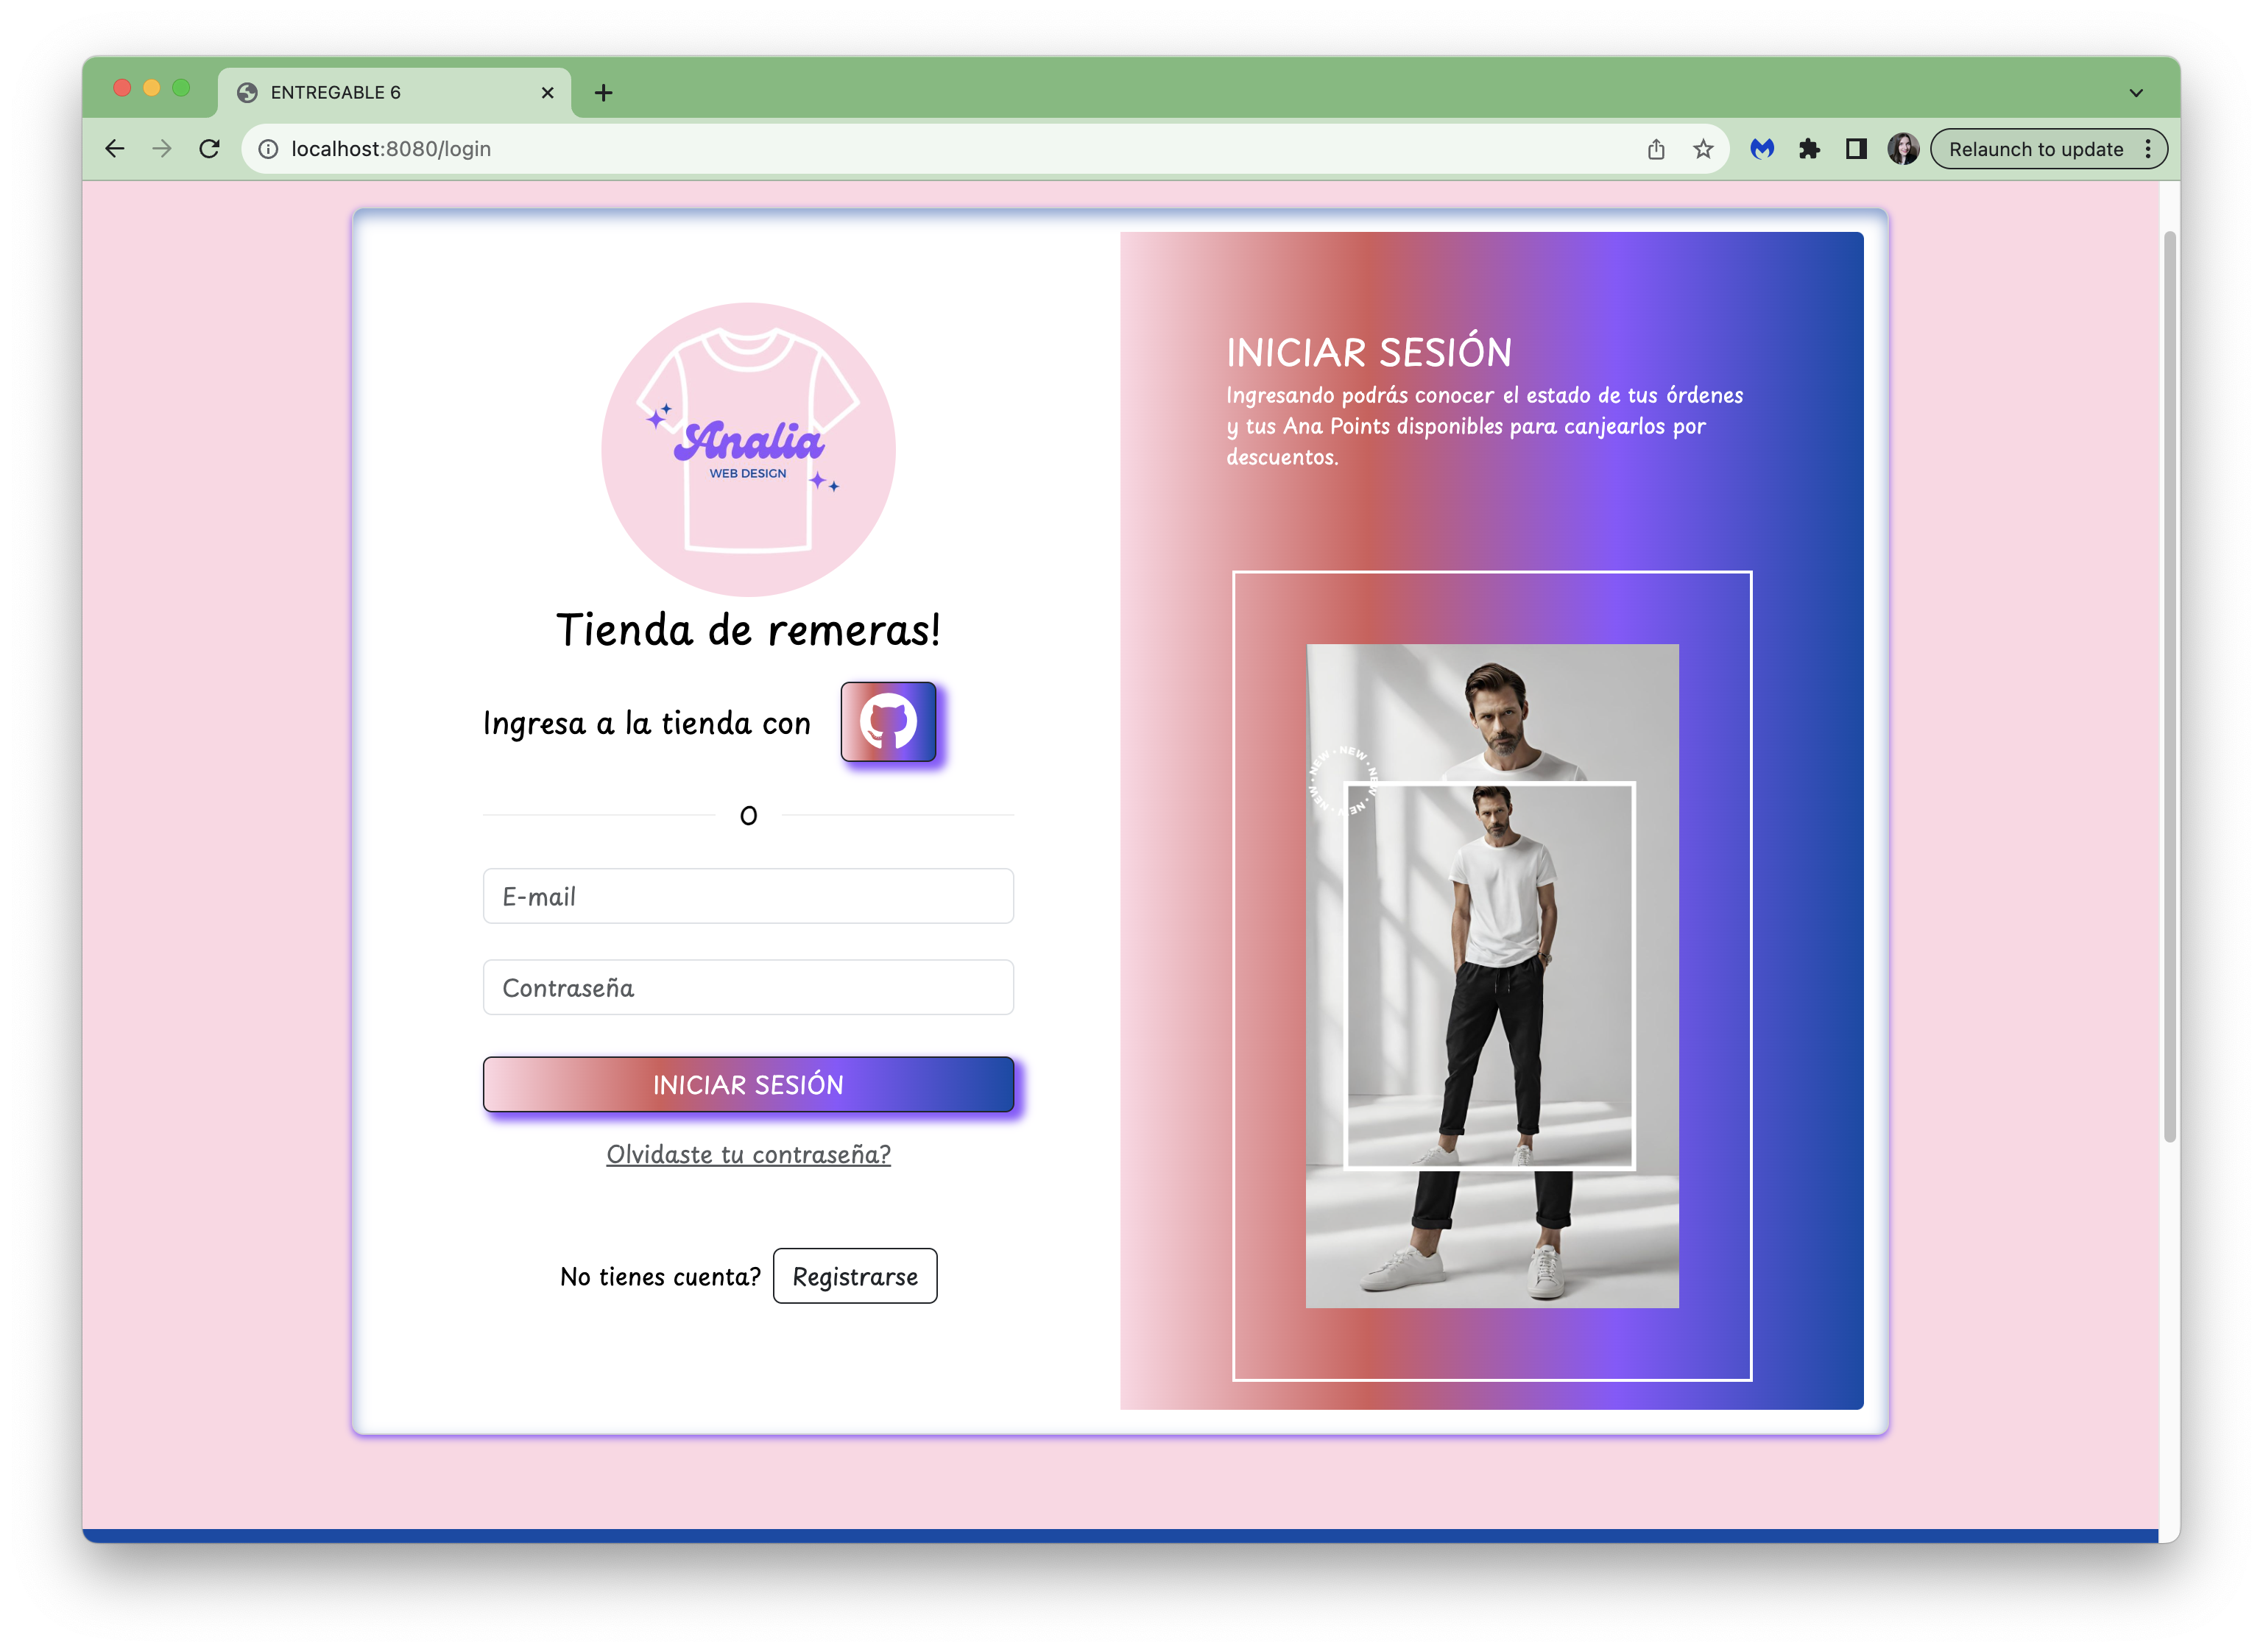 ENTREGABLE 6
localhost:8080/login
Relaunch to update
Analia
WEB DESIGN
Tienda de remeras!
Ingresa a la tienda con
O
E-mail
Contraseña
INICIAR SESIÓN
Olvidaste tu contraseña?
No tienes cuenta? Registrarse
INICIAR SESIÓN
Ingresando podrás conocer el estado de tus órdenes
y tus Ana Points disponibles para canjearlos por
descuentos.
NEW • NEW • NEW • NEW • NEW •